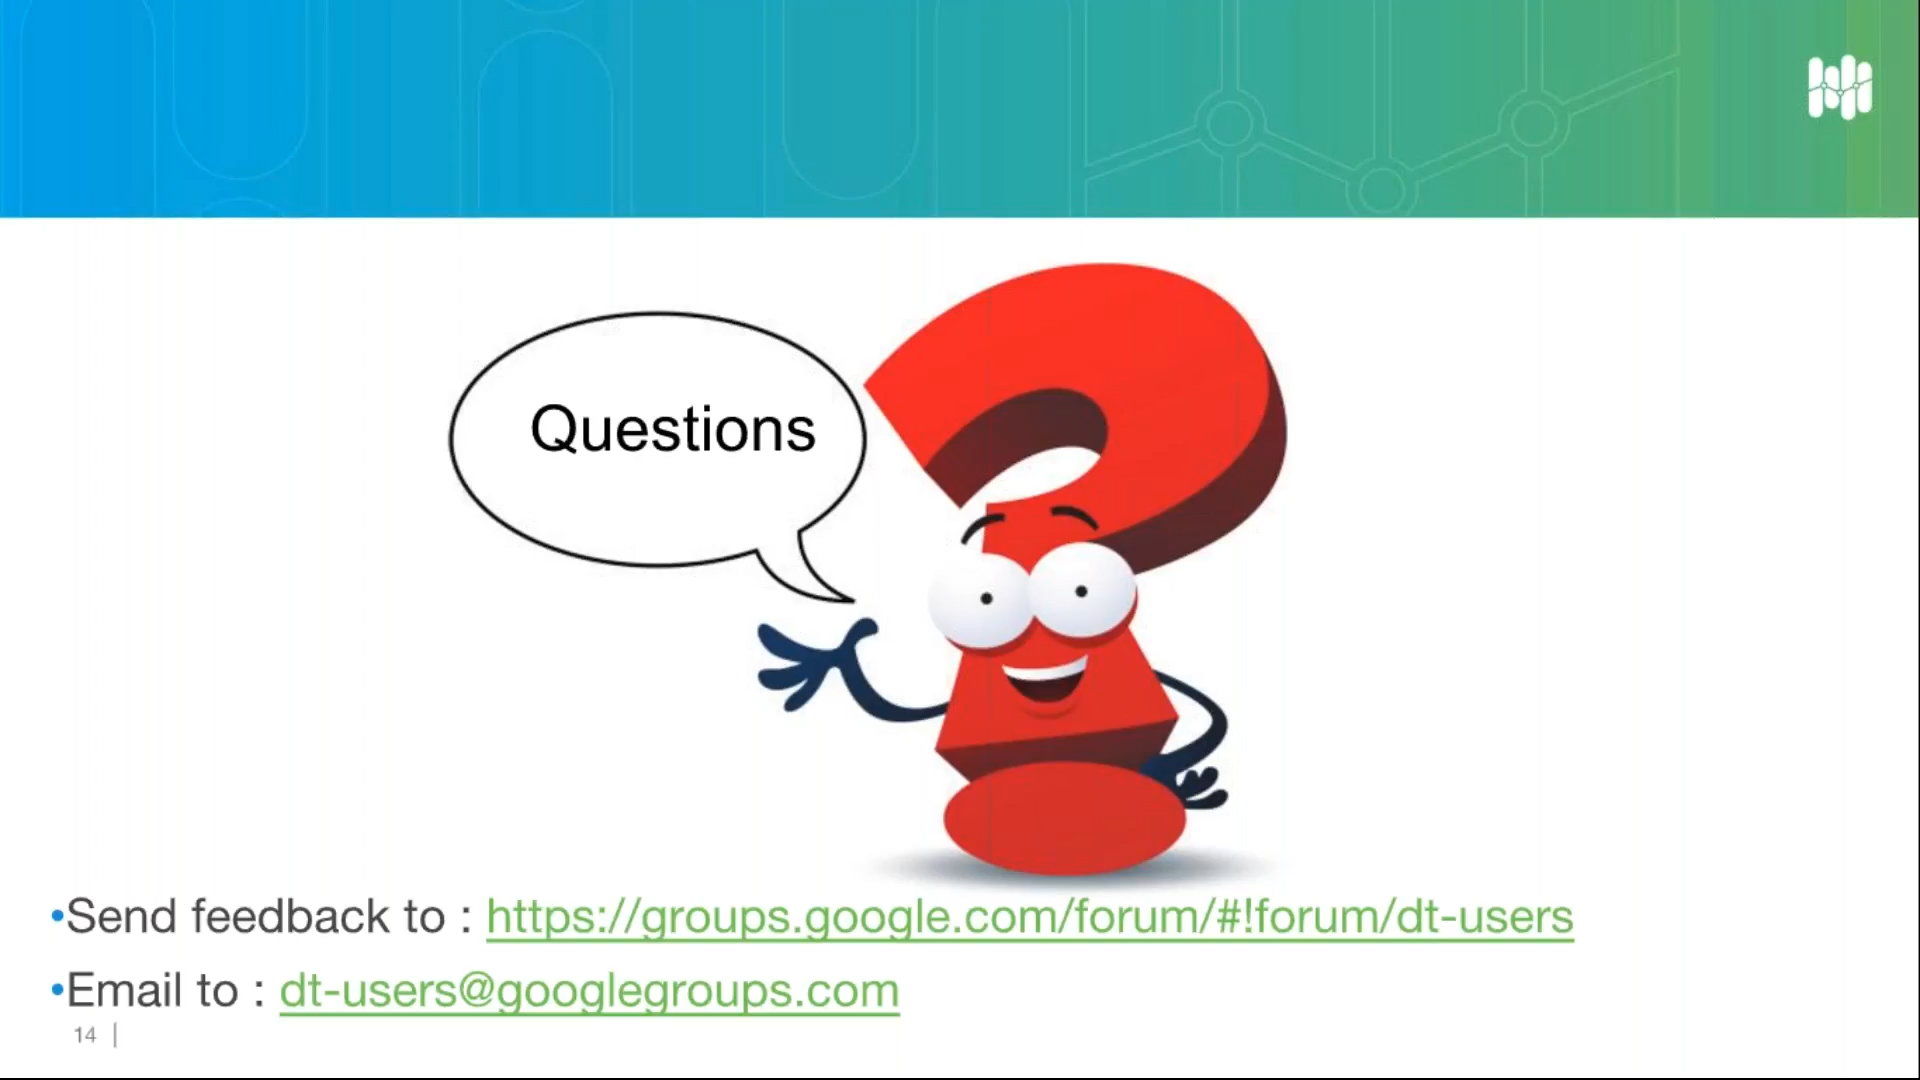 Questions
•Send feedback to : https://groups.google.com/forum/#!forum/dt-users
•Email to : dt-users@googlegroups.com
14 |